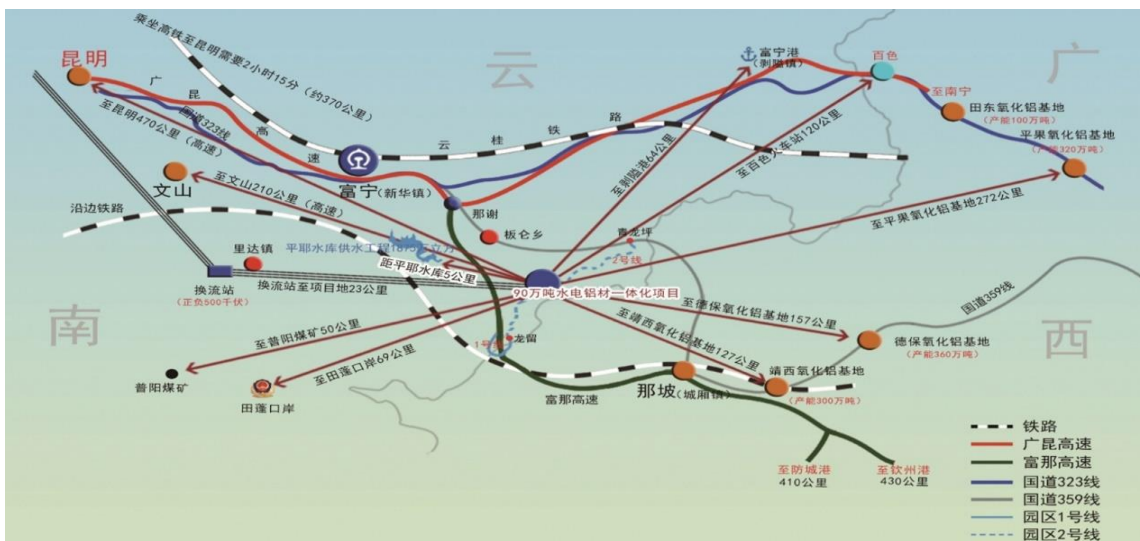 乘坐高铁至昆明需要2小时15分（约370公里）
云
广
昆明
富宁港
（剥隘镇）
百色
至南宁
田东氧化铝基地
（产能100万吨）
平果氧化铝基地
（产能320万吨）
广昆高速
国道323线
至昆明470公里（高速）
云桂铁路
至剥隘港64公里
至百色火车站120公里
文山
至文山210公里（高速）
富宁（新华镇）
至平果氧化铝基地272公里
沿边铁路
那谢
板仑乡
青龙坪
2号线
里达镇
距平耶水库5公里
换流站
（正负500千伏）
换流站至项目地23公里
90万吨水电铝材一体化项目
国道359线
南
西
至德保氧化铝基地157公里
德保氧化铝基地
（产能360万吨）
至靖西氧化铝基地127公里
靖西氧化铝基地
（产能300万吨）
1号线
龙留
至普阳煤矿50公里
普阳煤矿
至田蓬口岸69公里
田蓬口岸
富那高速
那坡（城厢镇）
至防城港
410公里
至钦州港
430公里
铁路
广昆高速
富那高速
国道323线
国道359线
园区1号线
园区2号线